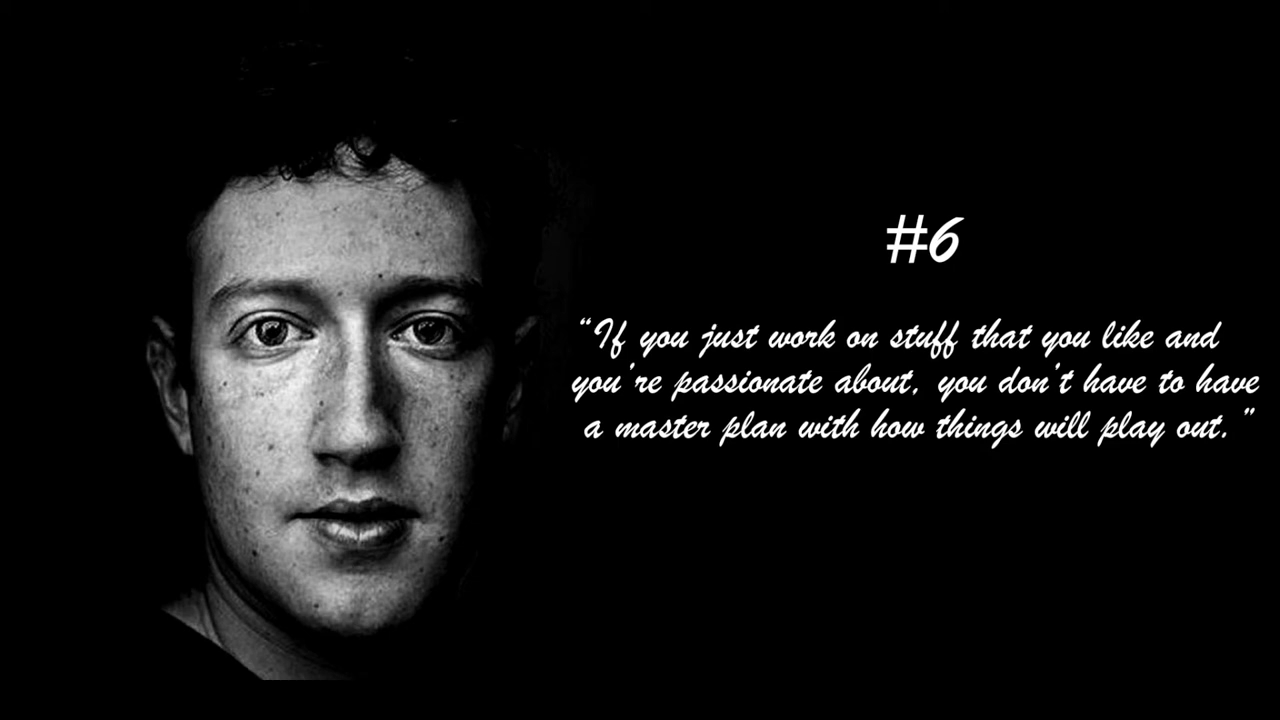 #6
“If you just work on stuff that you like and
you're passionate about, you don't have to have
a master plan with how things will play out.”